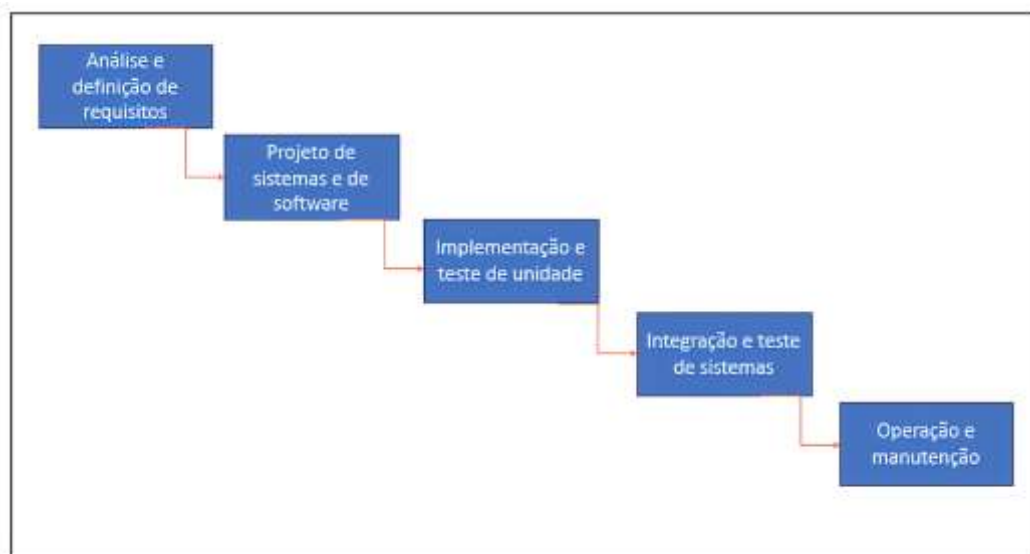 Análise e
definição de
requisitos
Projeto de
sistemas e de
software
Implementação e
teste de unidade
Integração e teste
de sistemas
Operação e
manutenção